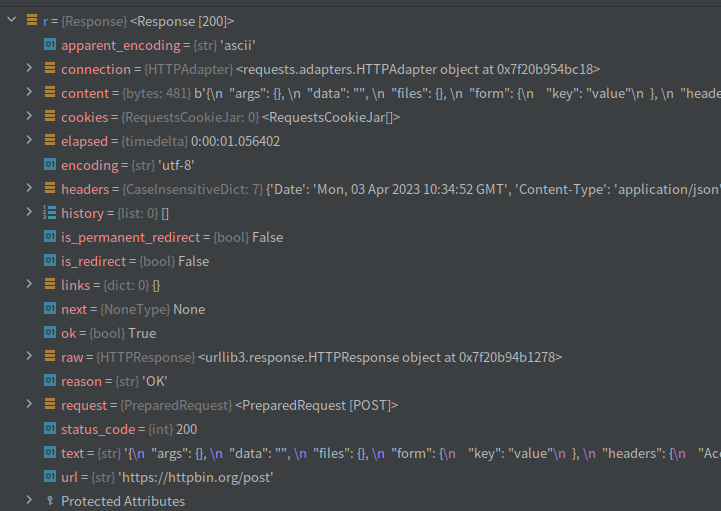 r = {Response} <Response [200]>
apparent_encoding = {str} 'ascii'
connection = {HTTPAdapter} <requests.adapters.HTTPAdapter object at 0x7f20b954bc18>
content = {bytes: 481} b'{\n "args": {}, \n "data": "", \n "files": {}, \n "form": {\n "key": "value"\n }, \n "heade
cookies = {RequestsCookieJar: 0} <RequestsCookieJar[]>
elapsed = {timedelta} 0:00:01.056402
encoding = {str} 'utf-8'
headers = {CaseInsensitiveDict: 7} {'Date': 'Mon, 03 Apr 2023 10:34:52 GMT', 'Content-Type': 'application/json'
history = {list: 0} []
is_permanent_redirect = {bool} False
is_redirect = {bool} False
links = {dict: 0} {}
next = {NoneType} None
ok = {bool} True
raw = {HTTPResponse} <urllib3.response.HTTPResponse object at 0x7f20b94b1278>
reason = {str} 'OK'
request = {PreparedRequest} <PreparedRequest [POST]>
status_code = {int} 200
text = {str} '{\n "args": {}, \n "data": "", \n "files": {}, \n "form": {\n "key": "value"\n }, \n "headers": {\n "Acc
url = {str} 'https://httpbin.org/post'
Protected Attributes